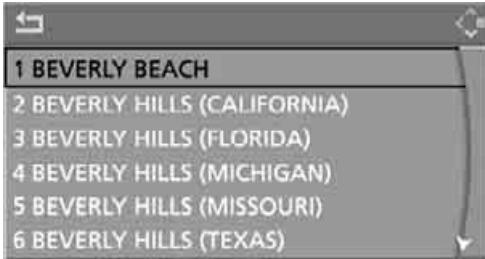 1 BEVERLY BEACH
2 BEVERLY HILLS (CALIFORNIA)
3 BEVERLY HILLS (FLORIDA)
4 BEVERLY HILLS (MICHIGAN)
5 BEVERLY HILLS (MISSOURI)
6 BEVERLY HILLS (TEXAS)